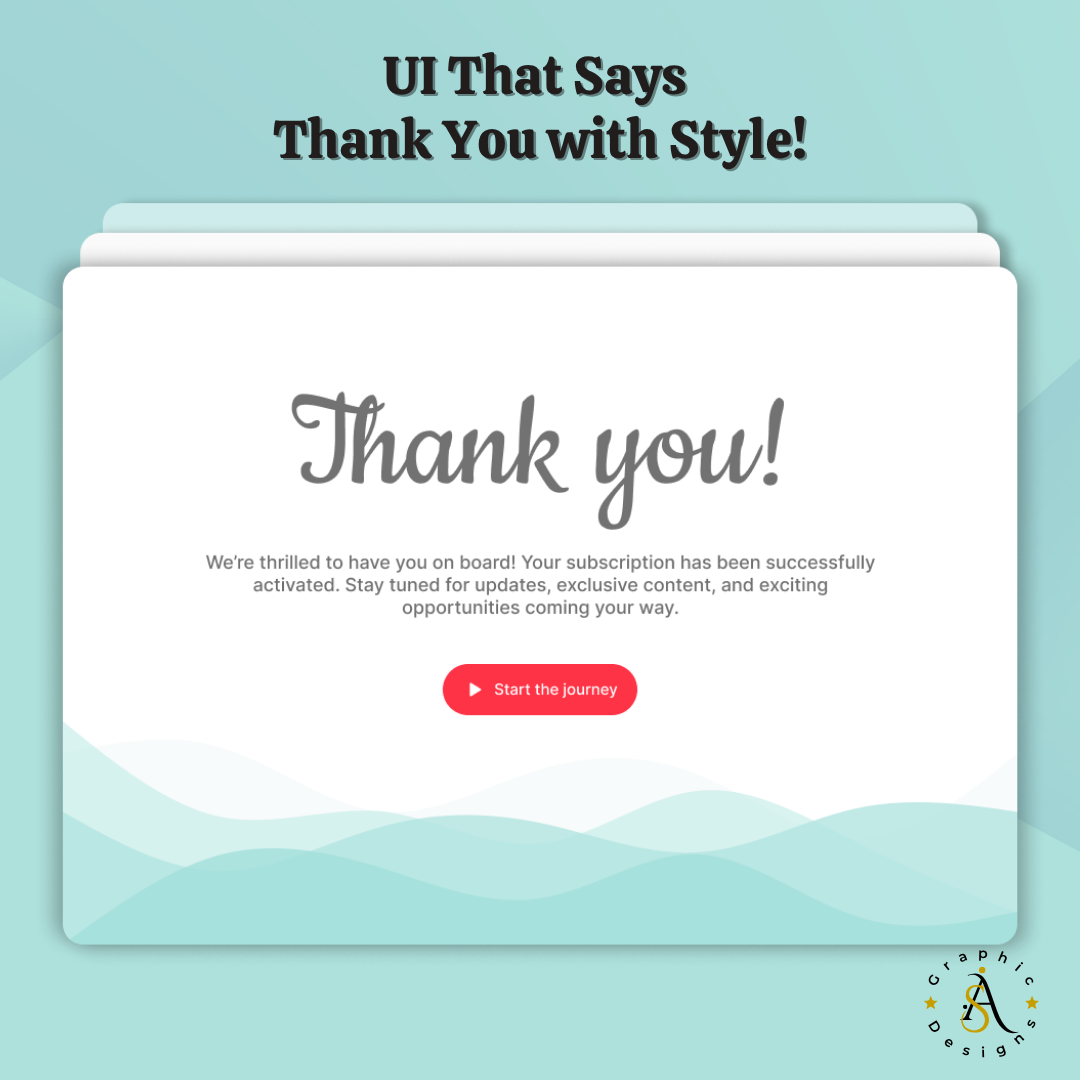 UI That Says
Thank You with Style!
Thank you!
We’re thrilled to have you on board! Your subscription has been successfully
activated. Stay tuned for updates, exclusive content, and exciting
opportunities coming your way.
Start the journey
Graphic
SA
Designs